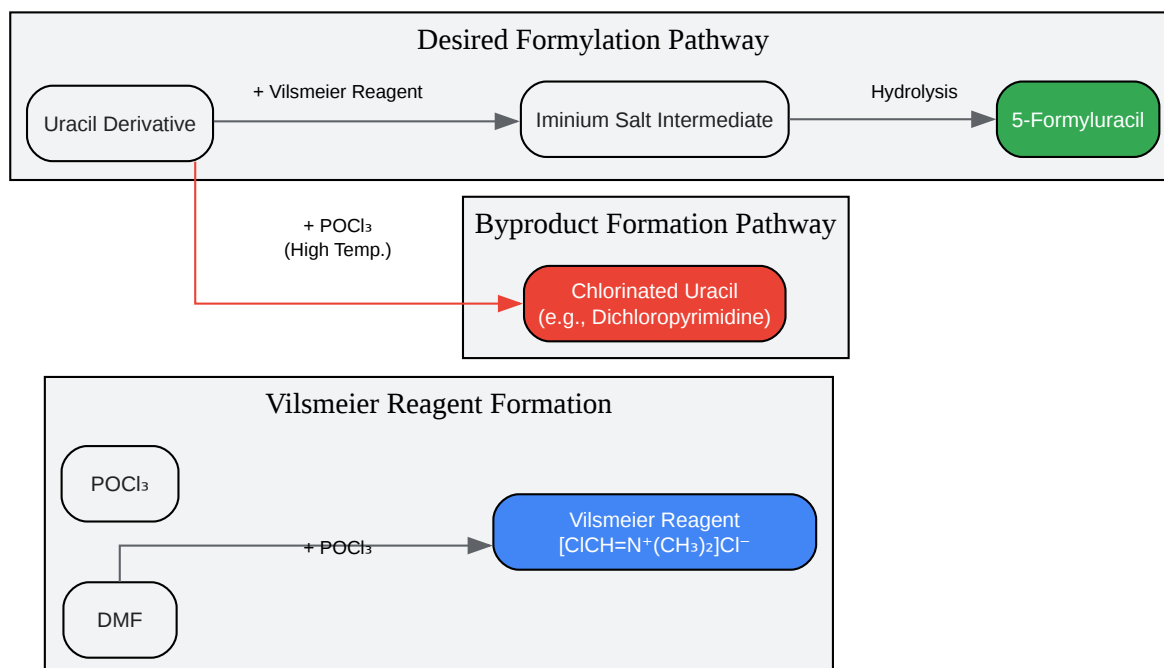 Desired Formylation Pathway
Uracil Derivative
+ Vilsmeier Reagent
Iminium Salt Intermediate
Hydrolysis
5-Formyluracil
+ POCl₃
(High Temp.)
Byproduct Formation Pathway
Chlorinated Uracil
(e.g., Dichloropyrimidine)
Vilsmeier Reagent Formation
POCl₃
DMF
+ POCl₃
Vilsmeier Reagent
[ClCH=N⁺(CH₃)₂]Cl⁻